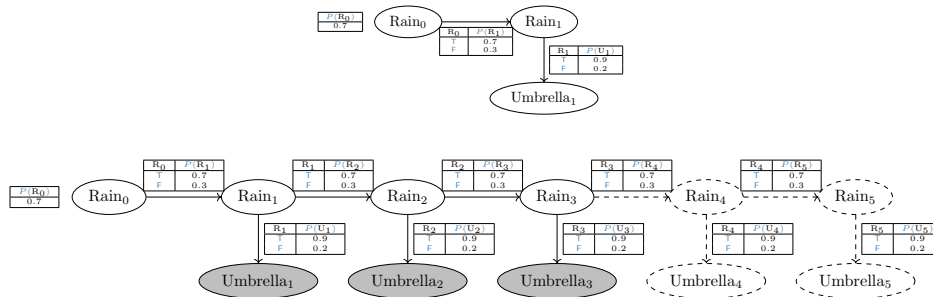 P(R₀)
0.7
Rain₀
Rain₁
R₀ P(R₁)
T 0.7
F 0.3
R₁ P(U₁)
T 0.9
F 0.2
Umbrella₁
P(R₀)
0.7
Rain₀
R₀ P(R₁)
T 0.7
F 0.3
Rain₁
R₁ P(R₂)
T 0.7
F 0.3
Rain₂
R₂ P(R₃)
T 0.7
F 0.3
Rain₃
R₃ P(R₄)
T 0.7
F 0.3
Rain₄
R₄ P(R₅)
T 0.7
F 0.3
Rain₅
R₁ P(U₁)
T 0.9
F 0.2
R₂ P(U₂)
T 0.9
F 0.2
R₃ P(U₃)
T 0.9
F 0.2
R₄ P(U₄)
T 0.9
F 0.2
R₅ P(U₅)
T 0.9
F 0.2
Umbrella₁
Umbrella₂
Umbrella₃
Umbrella₄
Umbrella₅